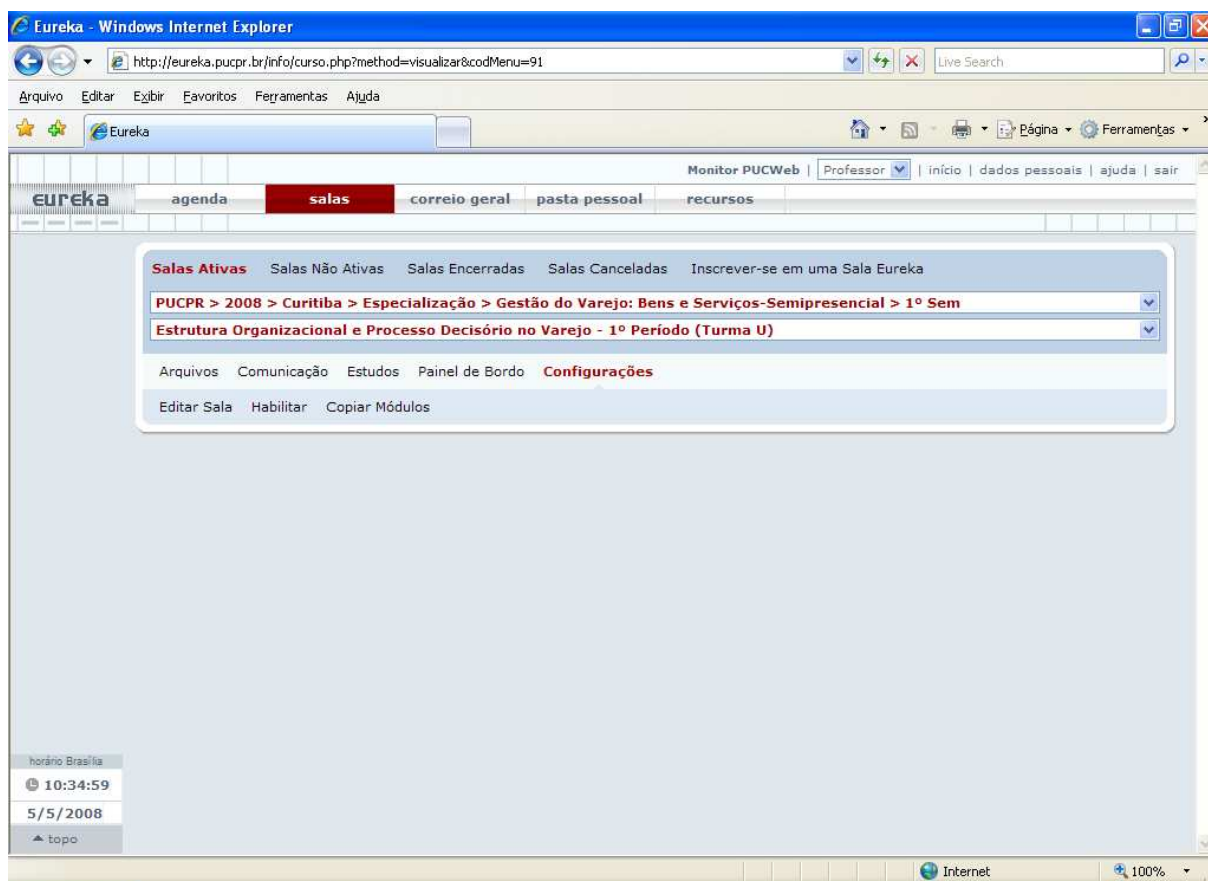 Eureka - Windows Internet Explorer
http://eureka.pucpr.br/info/curso.php?method=visualizar&codMenu=91
Live Search
Arquivo Editar Exibir Favoritos Ferramentas Ajuda
Eureka
Página Ferramentas
Monitor PUCWeb | Professor | início | dados pessoais | ajuda | sair
eureka agenda salas correio geral pasta pessoal recursos
Salas Ativas Salas Não Ativas Salas Encerradas Salas Canceladas Inscrever-se em uma Sala Eureka
PUCPR > 2008 > Curitiba > Especialização > Gestão do Varejo: Bens e Serviços-Semipresencial > 1º Sem
Estrutura Organizacional e Processo Decisório no Varejo - 1º Período (Turma U)
Arquivos Comunicação Estudos Painel de Bordo Configurações
Editar Sala Habilitar Copiar Módulos
horário Brasília
10:34:59
5/5/2008
topo
Internet 100%